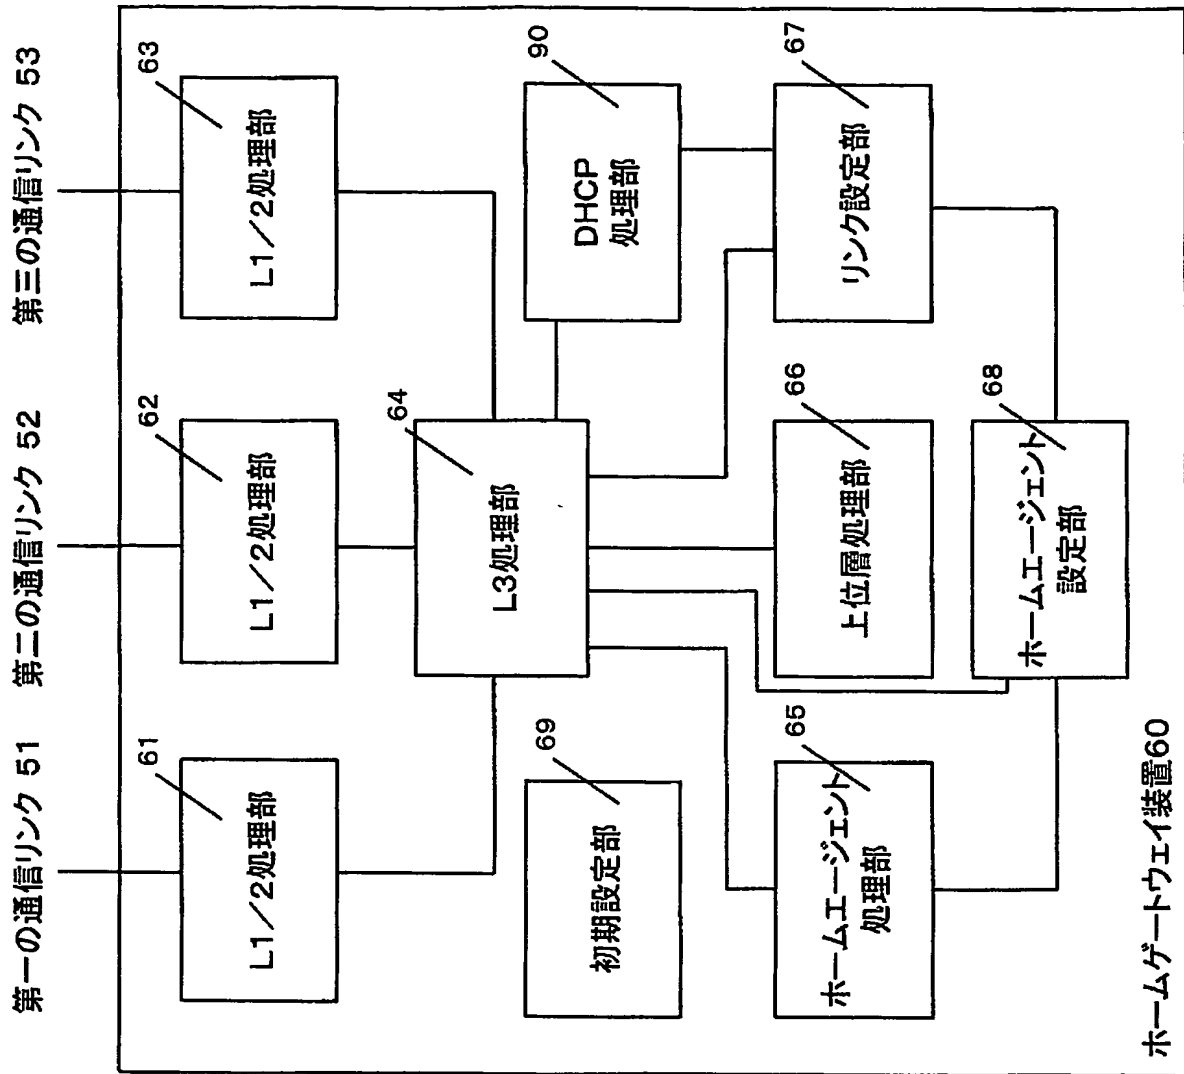 第一の通信リンク 51
第二の通信リンク 52
第三の通信リンク 53
61
L1/2処理部
62
L1/2処理部
63
L1/2処理部
69
初期設定部
64
L3処理部
90
DHCP
処理部
65
ホームエージェント
処理部
66
上位層処理部
67
リンク設定部
68
ホームエージェント
設定部
ホームゲートウェイ装置60